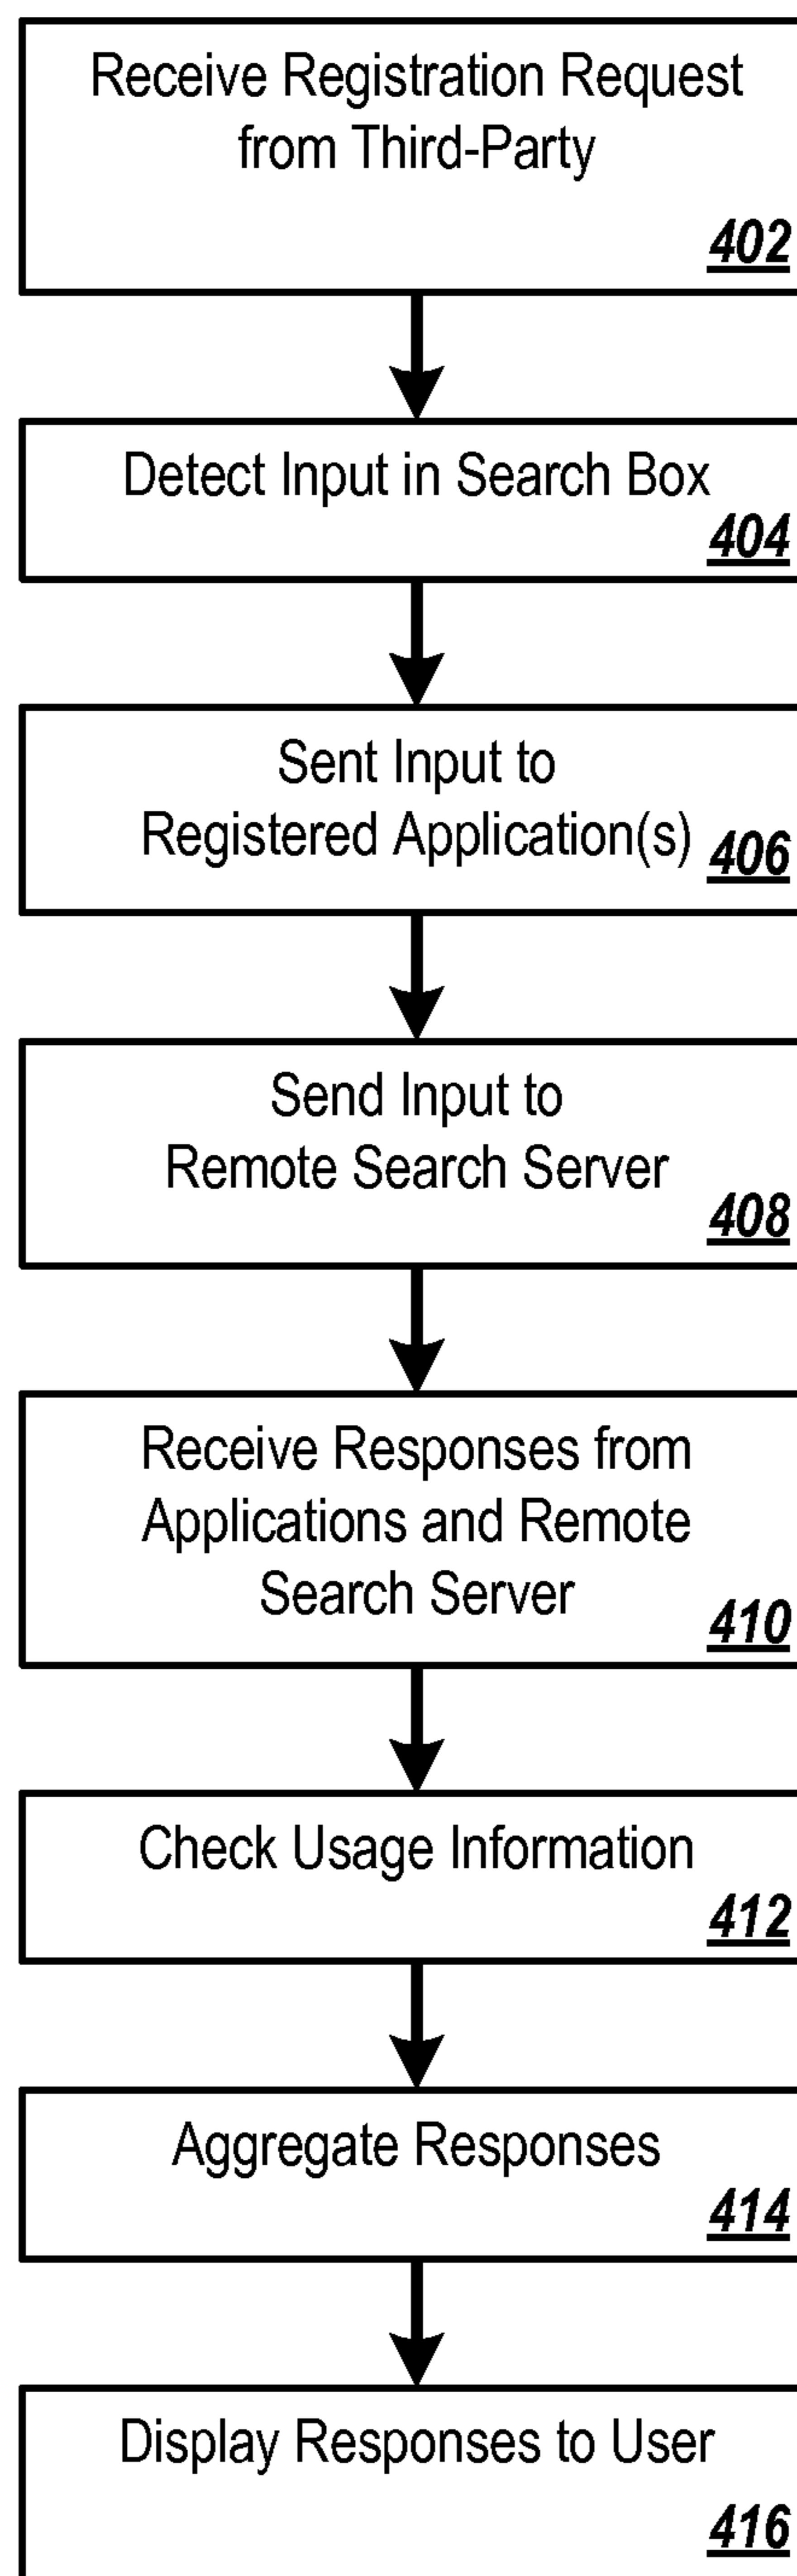 Receive Registration Request
from Third-Party
402
Detect Input in Search Box
404
Sent Input to
Registered Application(s) 406
Send Input to
Remote Search Server
408
Receive Responses from
Applications and Remote
Search Server
410
Check Usage Information
412
Aggregate Responses
414
Display Responses to User
416